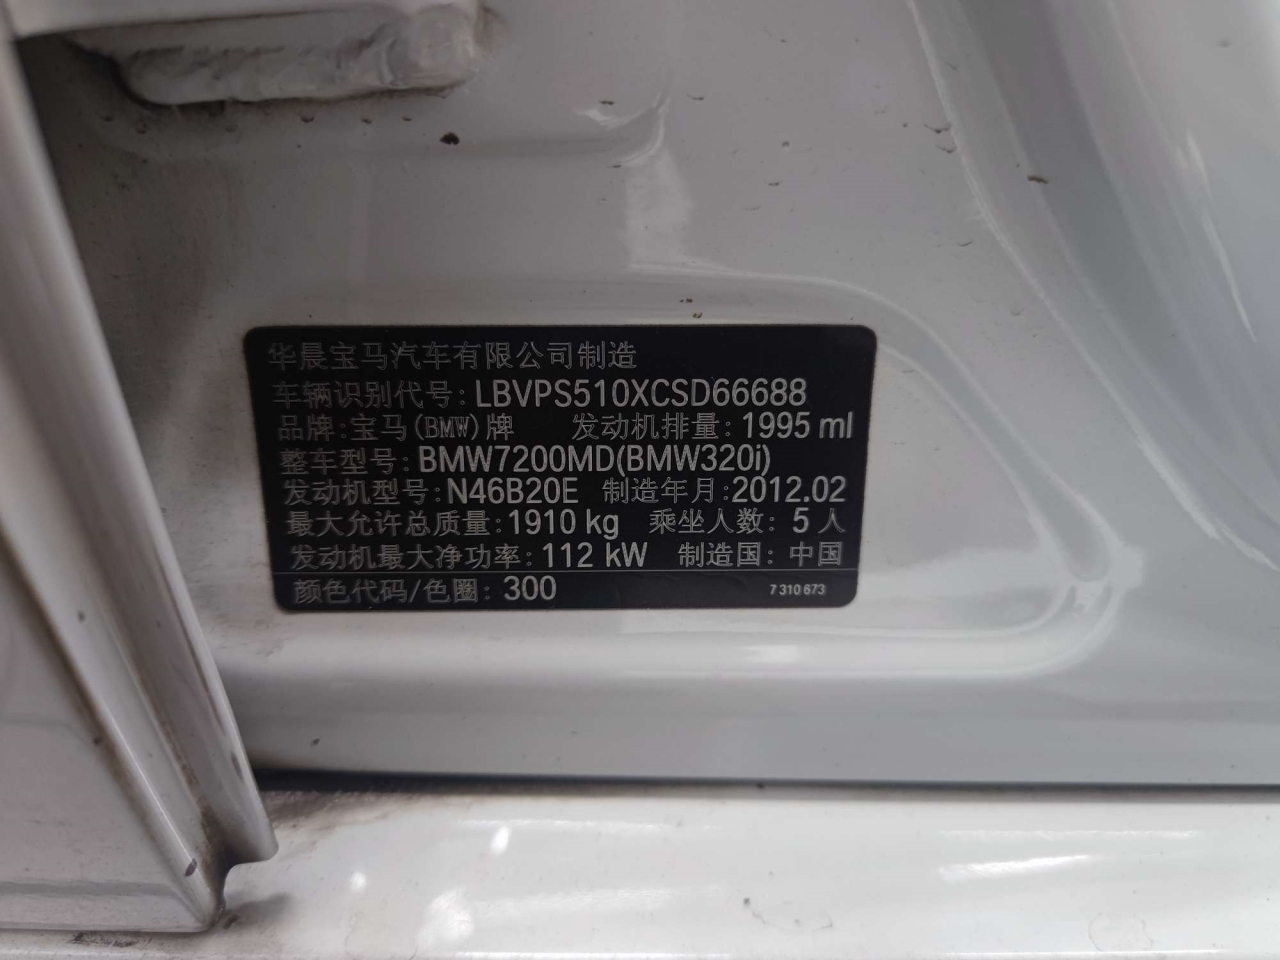 华晨宝马汽车有限公司制造
车辆识别代号: LBVPS510XCSD66688
品牌:宝马(BMW)牌 发动机排量: 1995 ml
整车型号: BMW7200MD(BMW320i)
发动机型号: N46B20E 制造年月:2012.02
最大允许总质量:1910 kg 乘坐人数: 5 人
发动机最大净功率:112 kW 制造国: 中国
颜色代码/色圈: 300 7 310 673